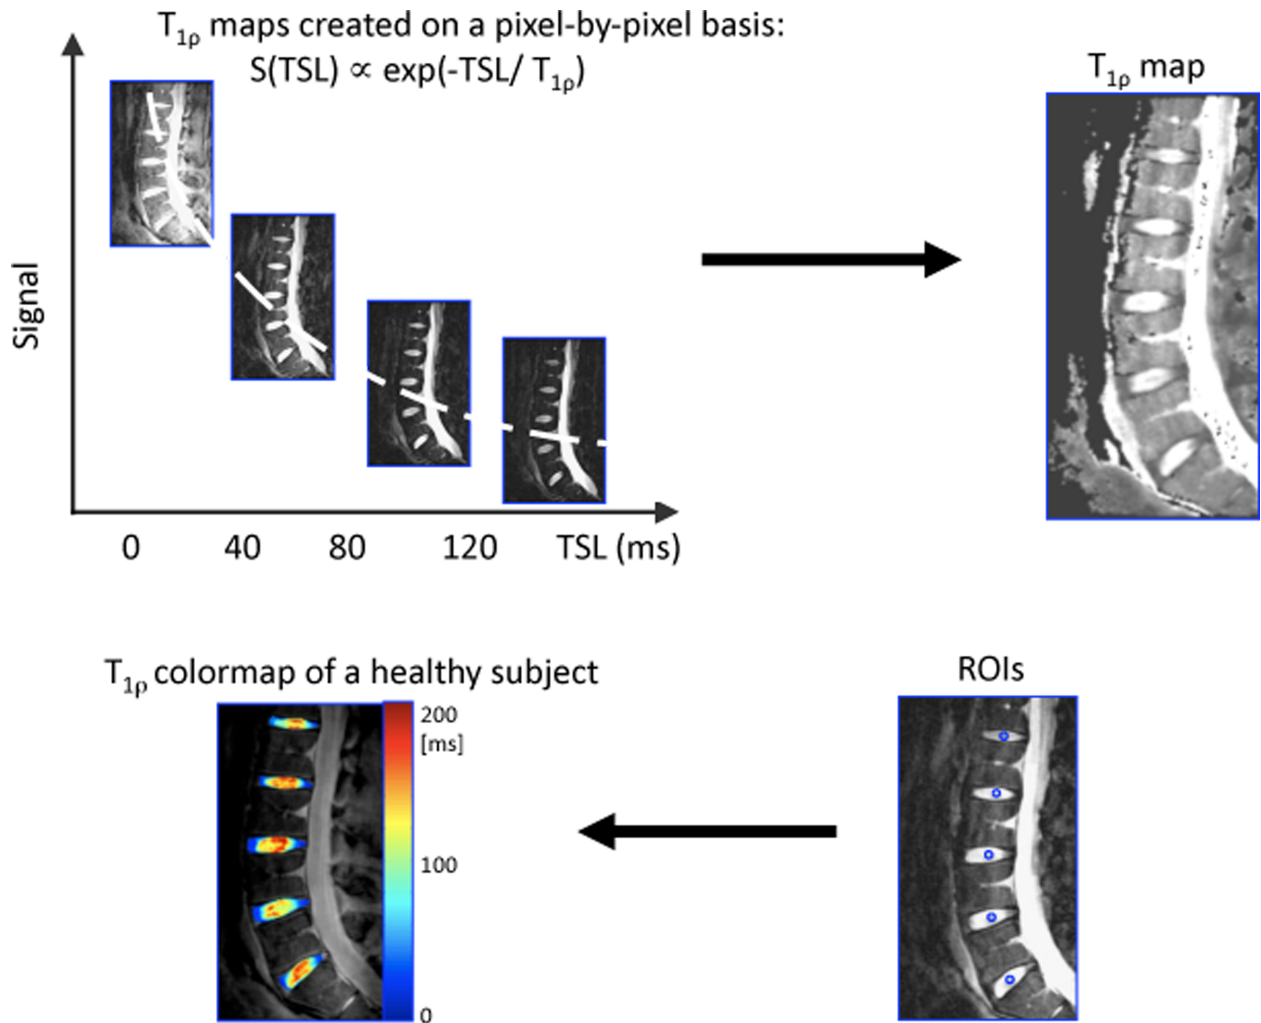 T₁ρ maps created on a pixel-by-pixel basis:
S(TSL) ∝ exp(-TSL/ T₁ρ)
T₁ρ map
Signal
0 40 80 120 TSL (ms)
T₁ρ colormap of a healthy subject
ROIs
200
[ms]
100
0